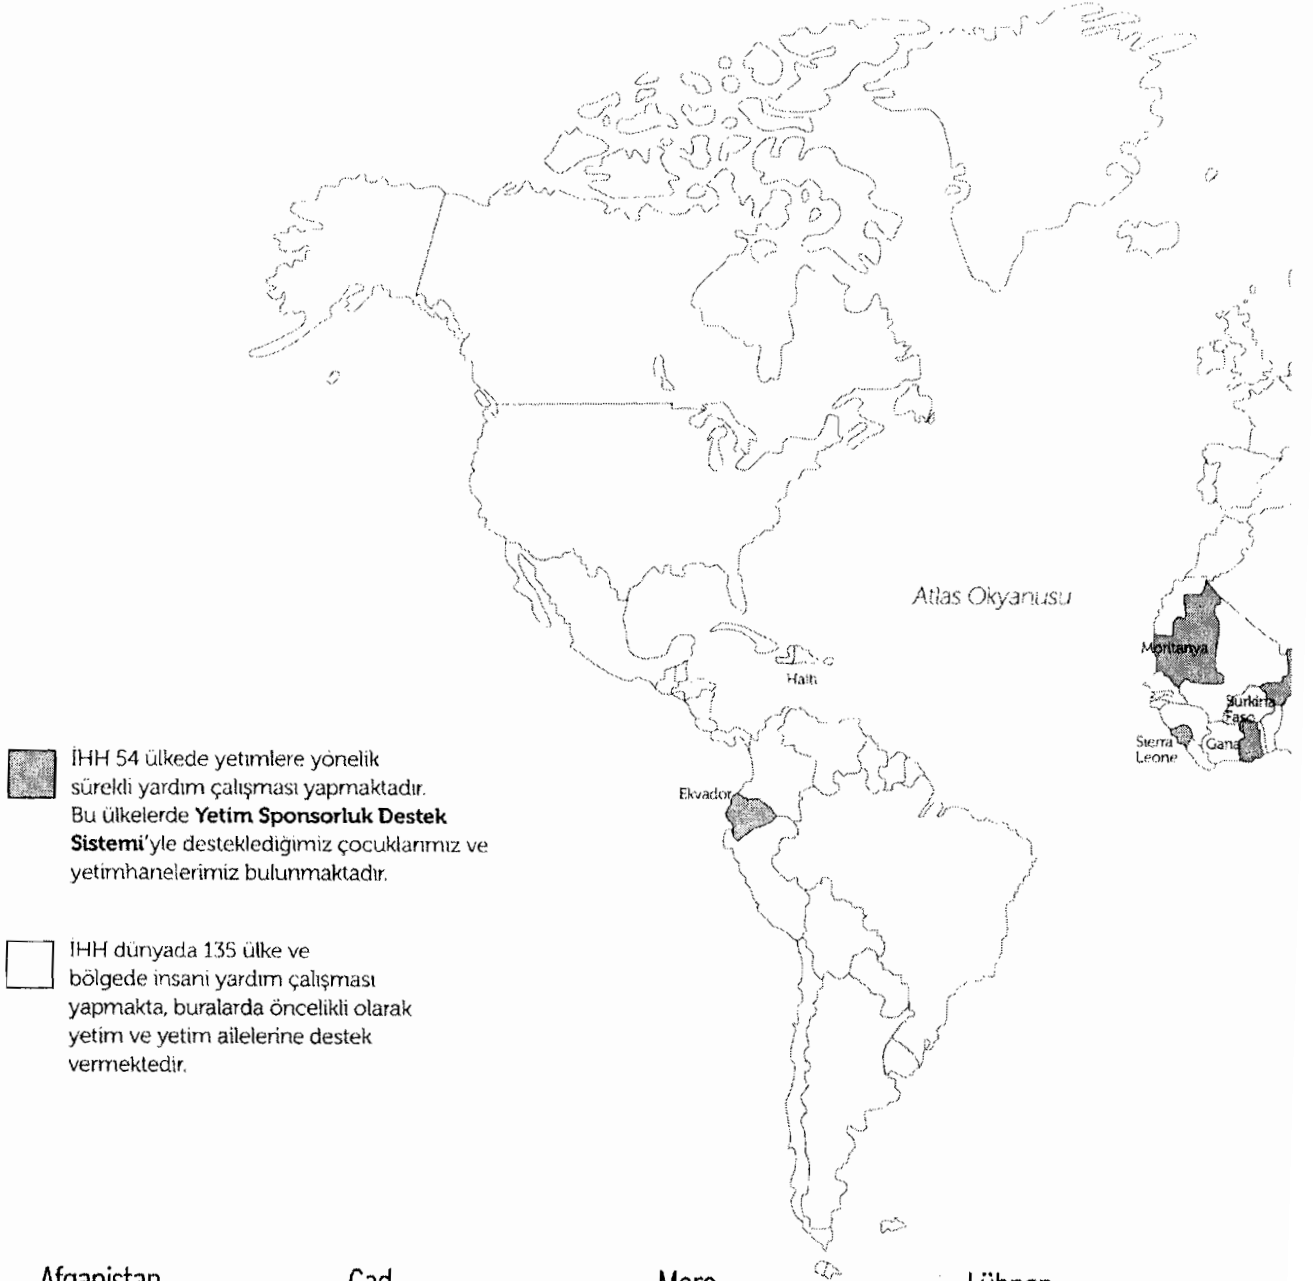 Atlas Okyanusu
Moritanya
Haiti
Burkina
Faso
Sierra
Leone
Gana
Ekvador
İHH 54 ülkede yetimlere yönelik
sürekli yardım çalışması yapmaktadır.
Bu ülkelerde Yetim Sponsorluk Destek
Sistemi'yle desteklediğimiz çocuklarımız ve
yetimhanelerimiz bulunmaktadır.
İHH dünyada 135 ülke ve
bölgede insani yardım çalışması
yapmakta, buralarda öncelikli olarak
yetim ve yetim ailelerine destek
vermektedir.
Afganistan Çad Moro Lübnan